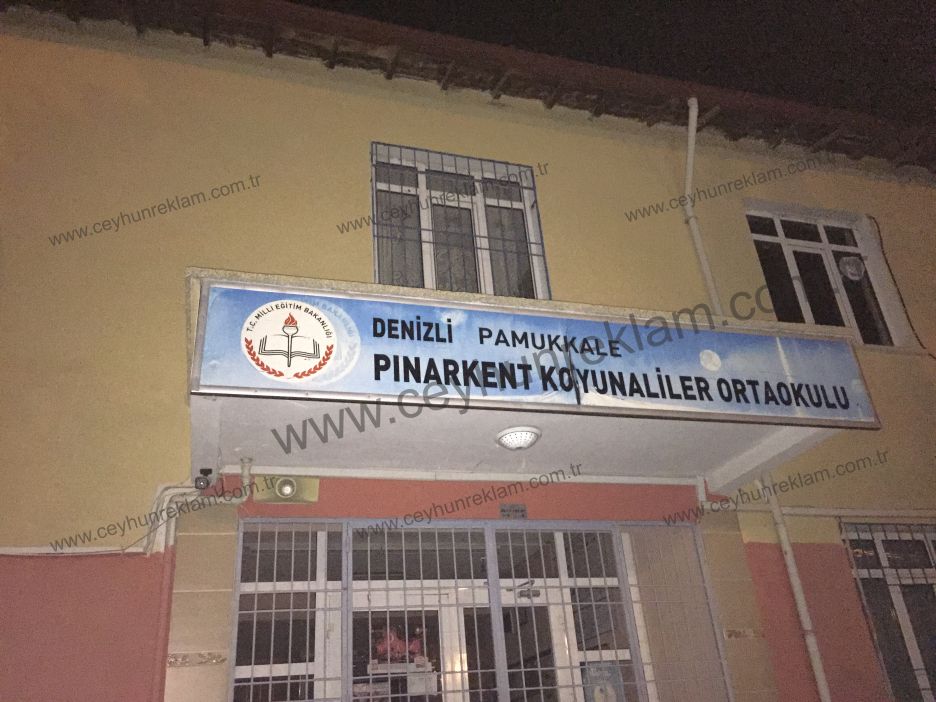 www.ceyhunreklam.com.tr
www.ceyhunreklam.com.tr
www.ceyhunreklam.com.tr
T.C. MİLLİ EĞİTİM BAKANLIĞI
DENİZLİ PAMUKKALE
PINARKENT KOYUNALİLER ORTAOKULU
www.ceyhunreklam.com
www.ceyhunreklam.com.tr
www.ceyhunreklam.com.tr
www.ceyhunreklam.com.tr